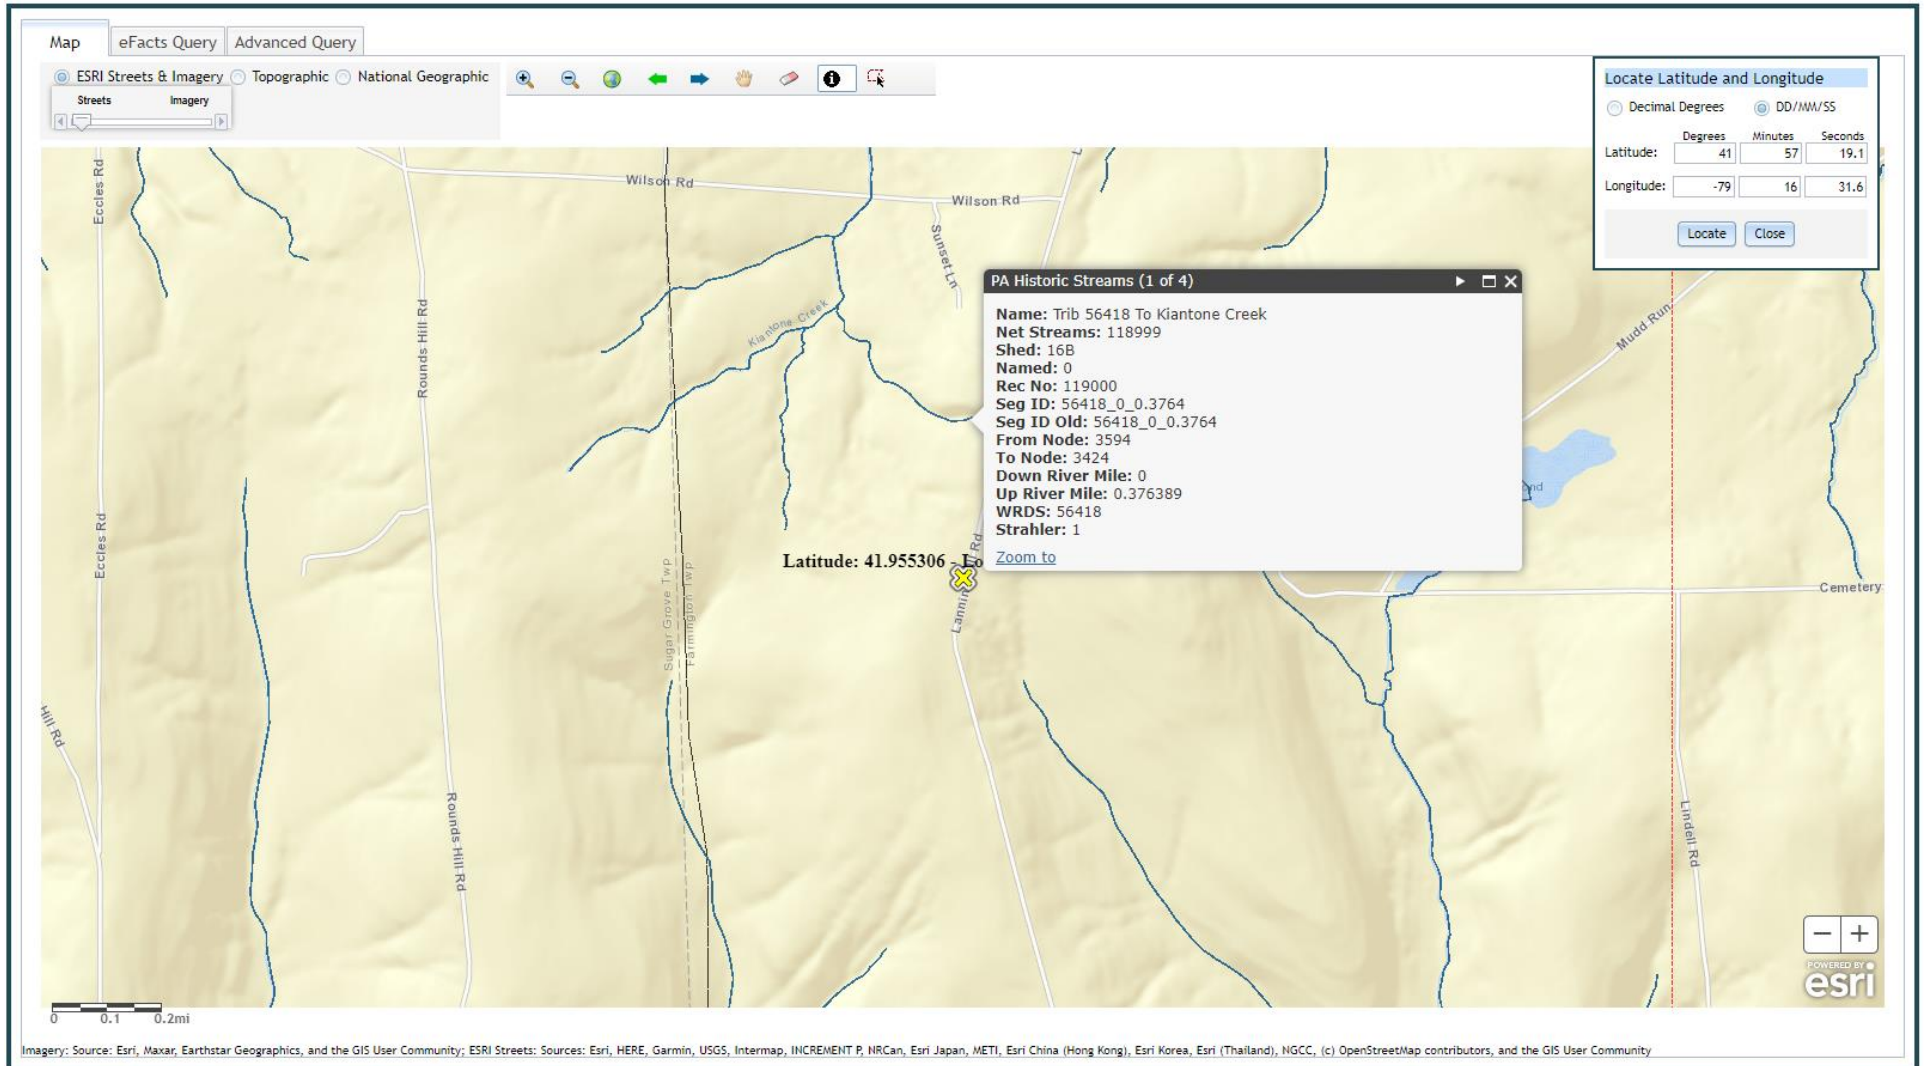 Map eFacts Query Advanced Query
ESRI Streets & Imagery Topographic National Geographic
Streets Imagery
Locate Latitude and Longitude
Decimal Degrees DD/MM/SS
Degrees Minutes Seconds
Latitude: 41 57 19.1
Longitude: -79 16 31.6
Locate Close
Eccles Rd
Wilson Rd
Wilson Rd
Sunset Ln
Rounds Hill Rd
Kiantone Creek
Mudd Run
PA Historic Streams (1 of 4)
Name: Trib 56418 To Kiantone Creek
Net Streams: 118999
Shed: 16B
Named: 0
Rec No: 119000
Seg ID: 56418_0_0.3764
Seg ID Old: 56418_0_0.3764
From Node: 3594
To Node: 3424
Down River Mile: 0
Up River Mile: 0.376389
WRDS: 56418
Strahler: 1
Zoom to
Eccles Rd
Latitude: 41.955306 - Lo
Rd
Lannin
Sugar Grove Twp
Farmington Twp
Cemetery
Hill Rd
Rounds Hill Rd
Lindell Rd
POWERED BY
esri
0 0.1 0.2mi
Imagery: Source: Esri, Maxar, Earthstar Geographics, and the GIS User Community; ESRI Streets: Sources: Esri, HERE, Garmin, USGS, Intermap, INCREMENT P, NRCan, Esri Japan, METI, Esri China (Hong Kong), Esri Korea, Esri (Thailand), NGCC, (c) OpenStreetMap contributors, and the GIS User Community